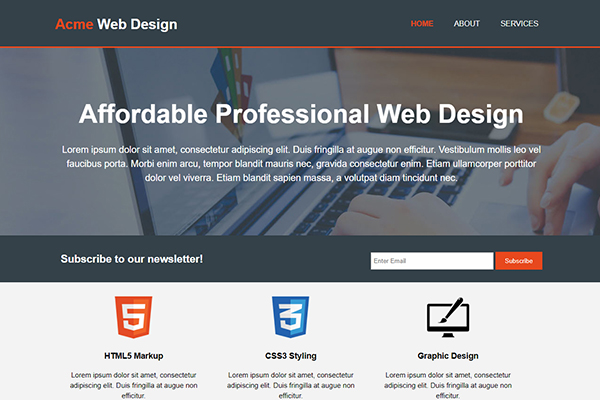 Acme Web Design
HOME ABOUT SERVICES
Affordable Professional Web Design
Lorem ipsum dolor sit amet, consectetur adipiscing elit. Duis fringilla at augue non efficitur. Vestibulum mollis leo vel
faucibus porta. Morbi enim arcu, tempor blandit mauris nec, gravida consectetur enim. Etiam ullamcorper porttitor
dolor vel viverra. Etiam blandit sapien massa, a volutpat diam tincidunt nec.
Subscribe to our newsletter!
Enter Email
Subscribe
5
3
HTML5 Markup
Lorem ipsum dolor sit amet, consectetur
adipiscing elit. Duis fringilla at augue non
efficitur.
CSS3 Styling
Lorem ipsum dolor sit amet, consectetur
adipiscing elit. Duis fringilla at augue non
efficitur.
Graphic Design
Lorem ipsum dolor sit amet, consectetur
adipiscing elit. Duis fringilla at augue non
efficitur.